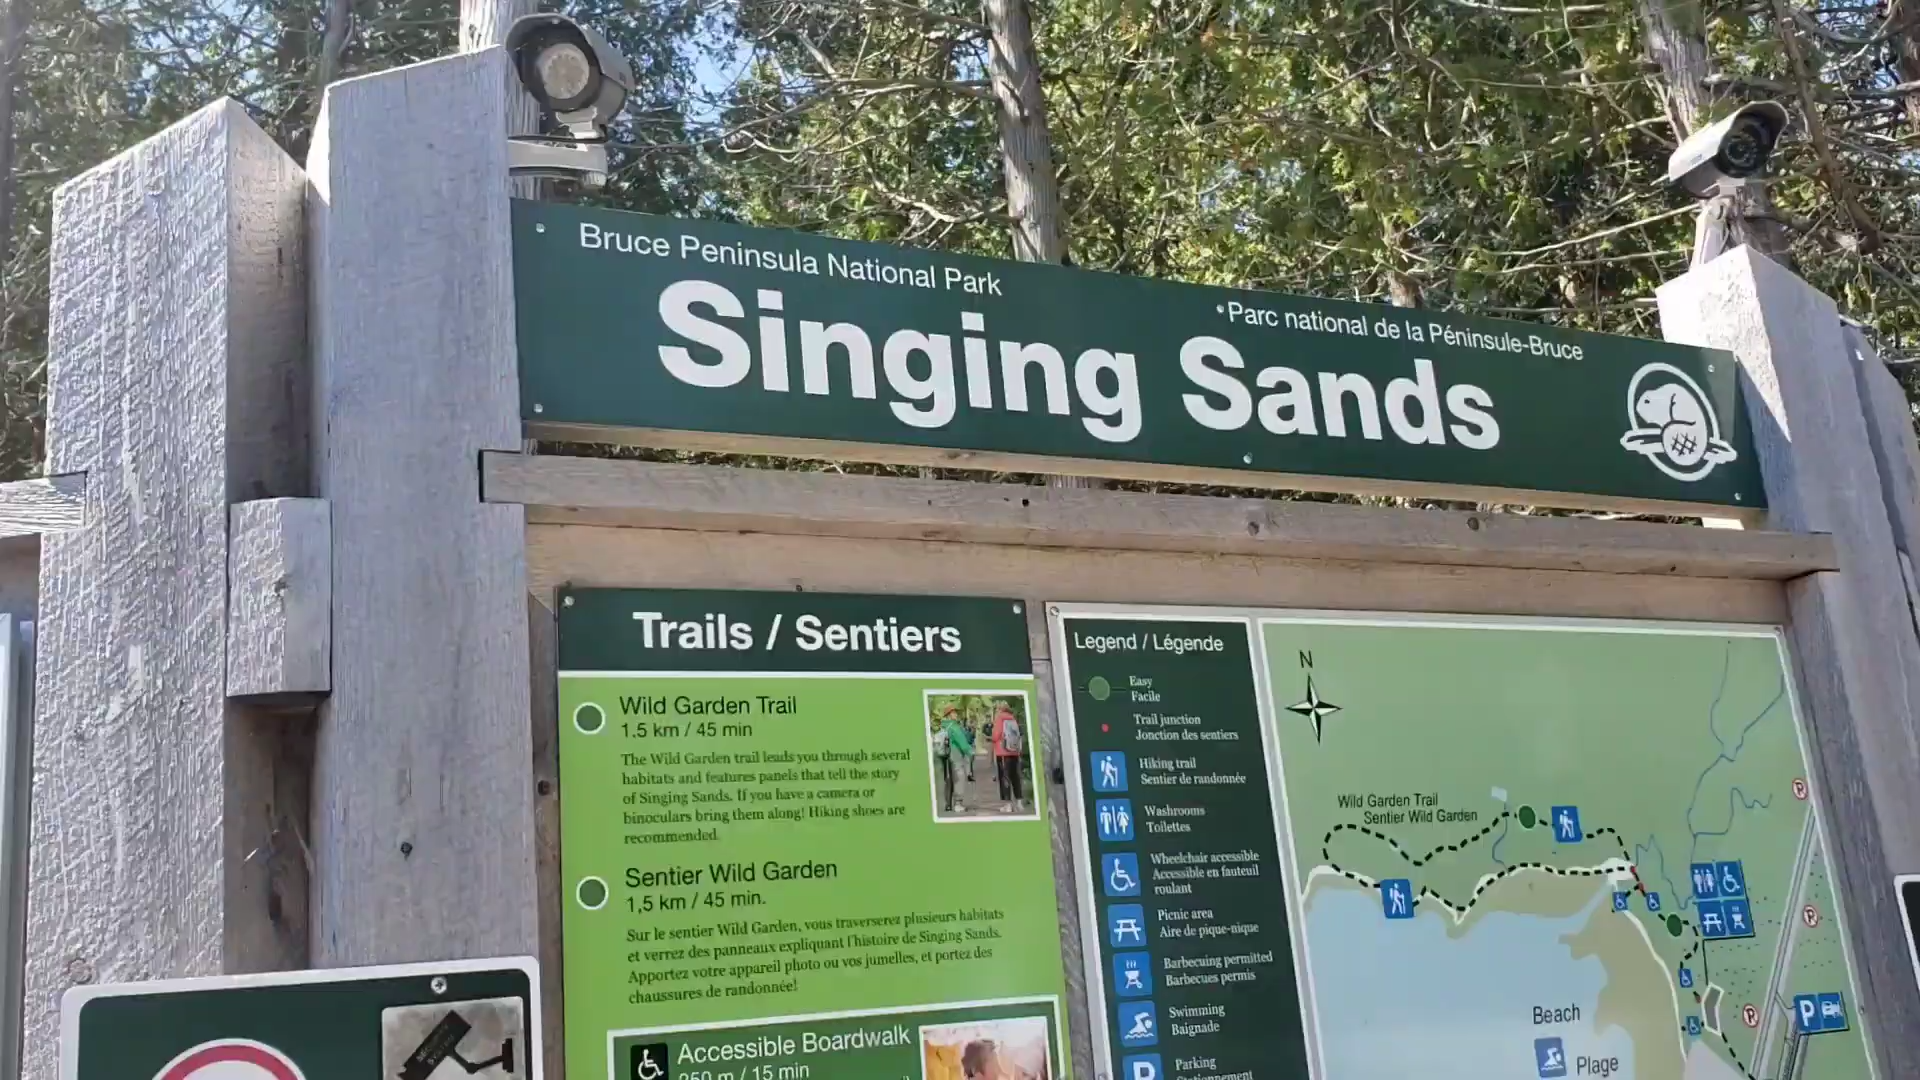 Bruce Peninsula National Park
•Parc national de la Péninsule-Bruce
Singing Sands
Trails / Sentiers
Wild Garden Trail
1.5 km / 45 min
The Wild Garden trail leads you through several
habitats and features panels that tell the story
of Singing Sands. If you have a camera or
binoculars bring them along! Hiking shoes are
recommended.
Sentier Wild Garden
1,5 km / 45 min.
Sur le sentier Wild Garden, vous traverserez plusieurs habitats
et verrez des panneaux expliquant l'histoire de Singing Sands.
Apportez votre appareil photo ou vos jumelles, et portez des
chaussures de randonnée!
Accessible Boardwalk
250 m / 15 min
Legend / Légende
Easy
Facile
Trail junction
Jonction des sentiers
Hiking trail
Sentier de randonnée
Washrooms
Toilettes
Wheelchair accessible
Accessible en fauteuil
roulant
Picnic area
Aire de pique-nique
Barbecuing permitted
Barbecues permis
Swimming
Baignade
P
Parking
Stationnement
N
Wild Garden Trail
Sentier Wild Garden
P
Beach
Plage